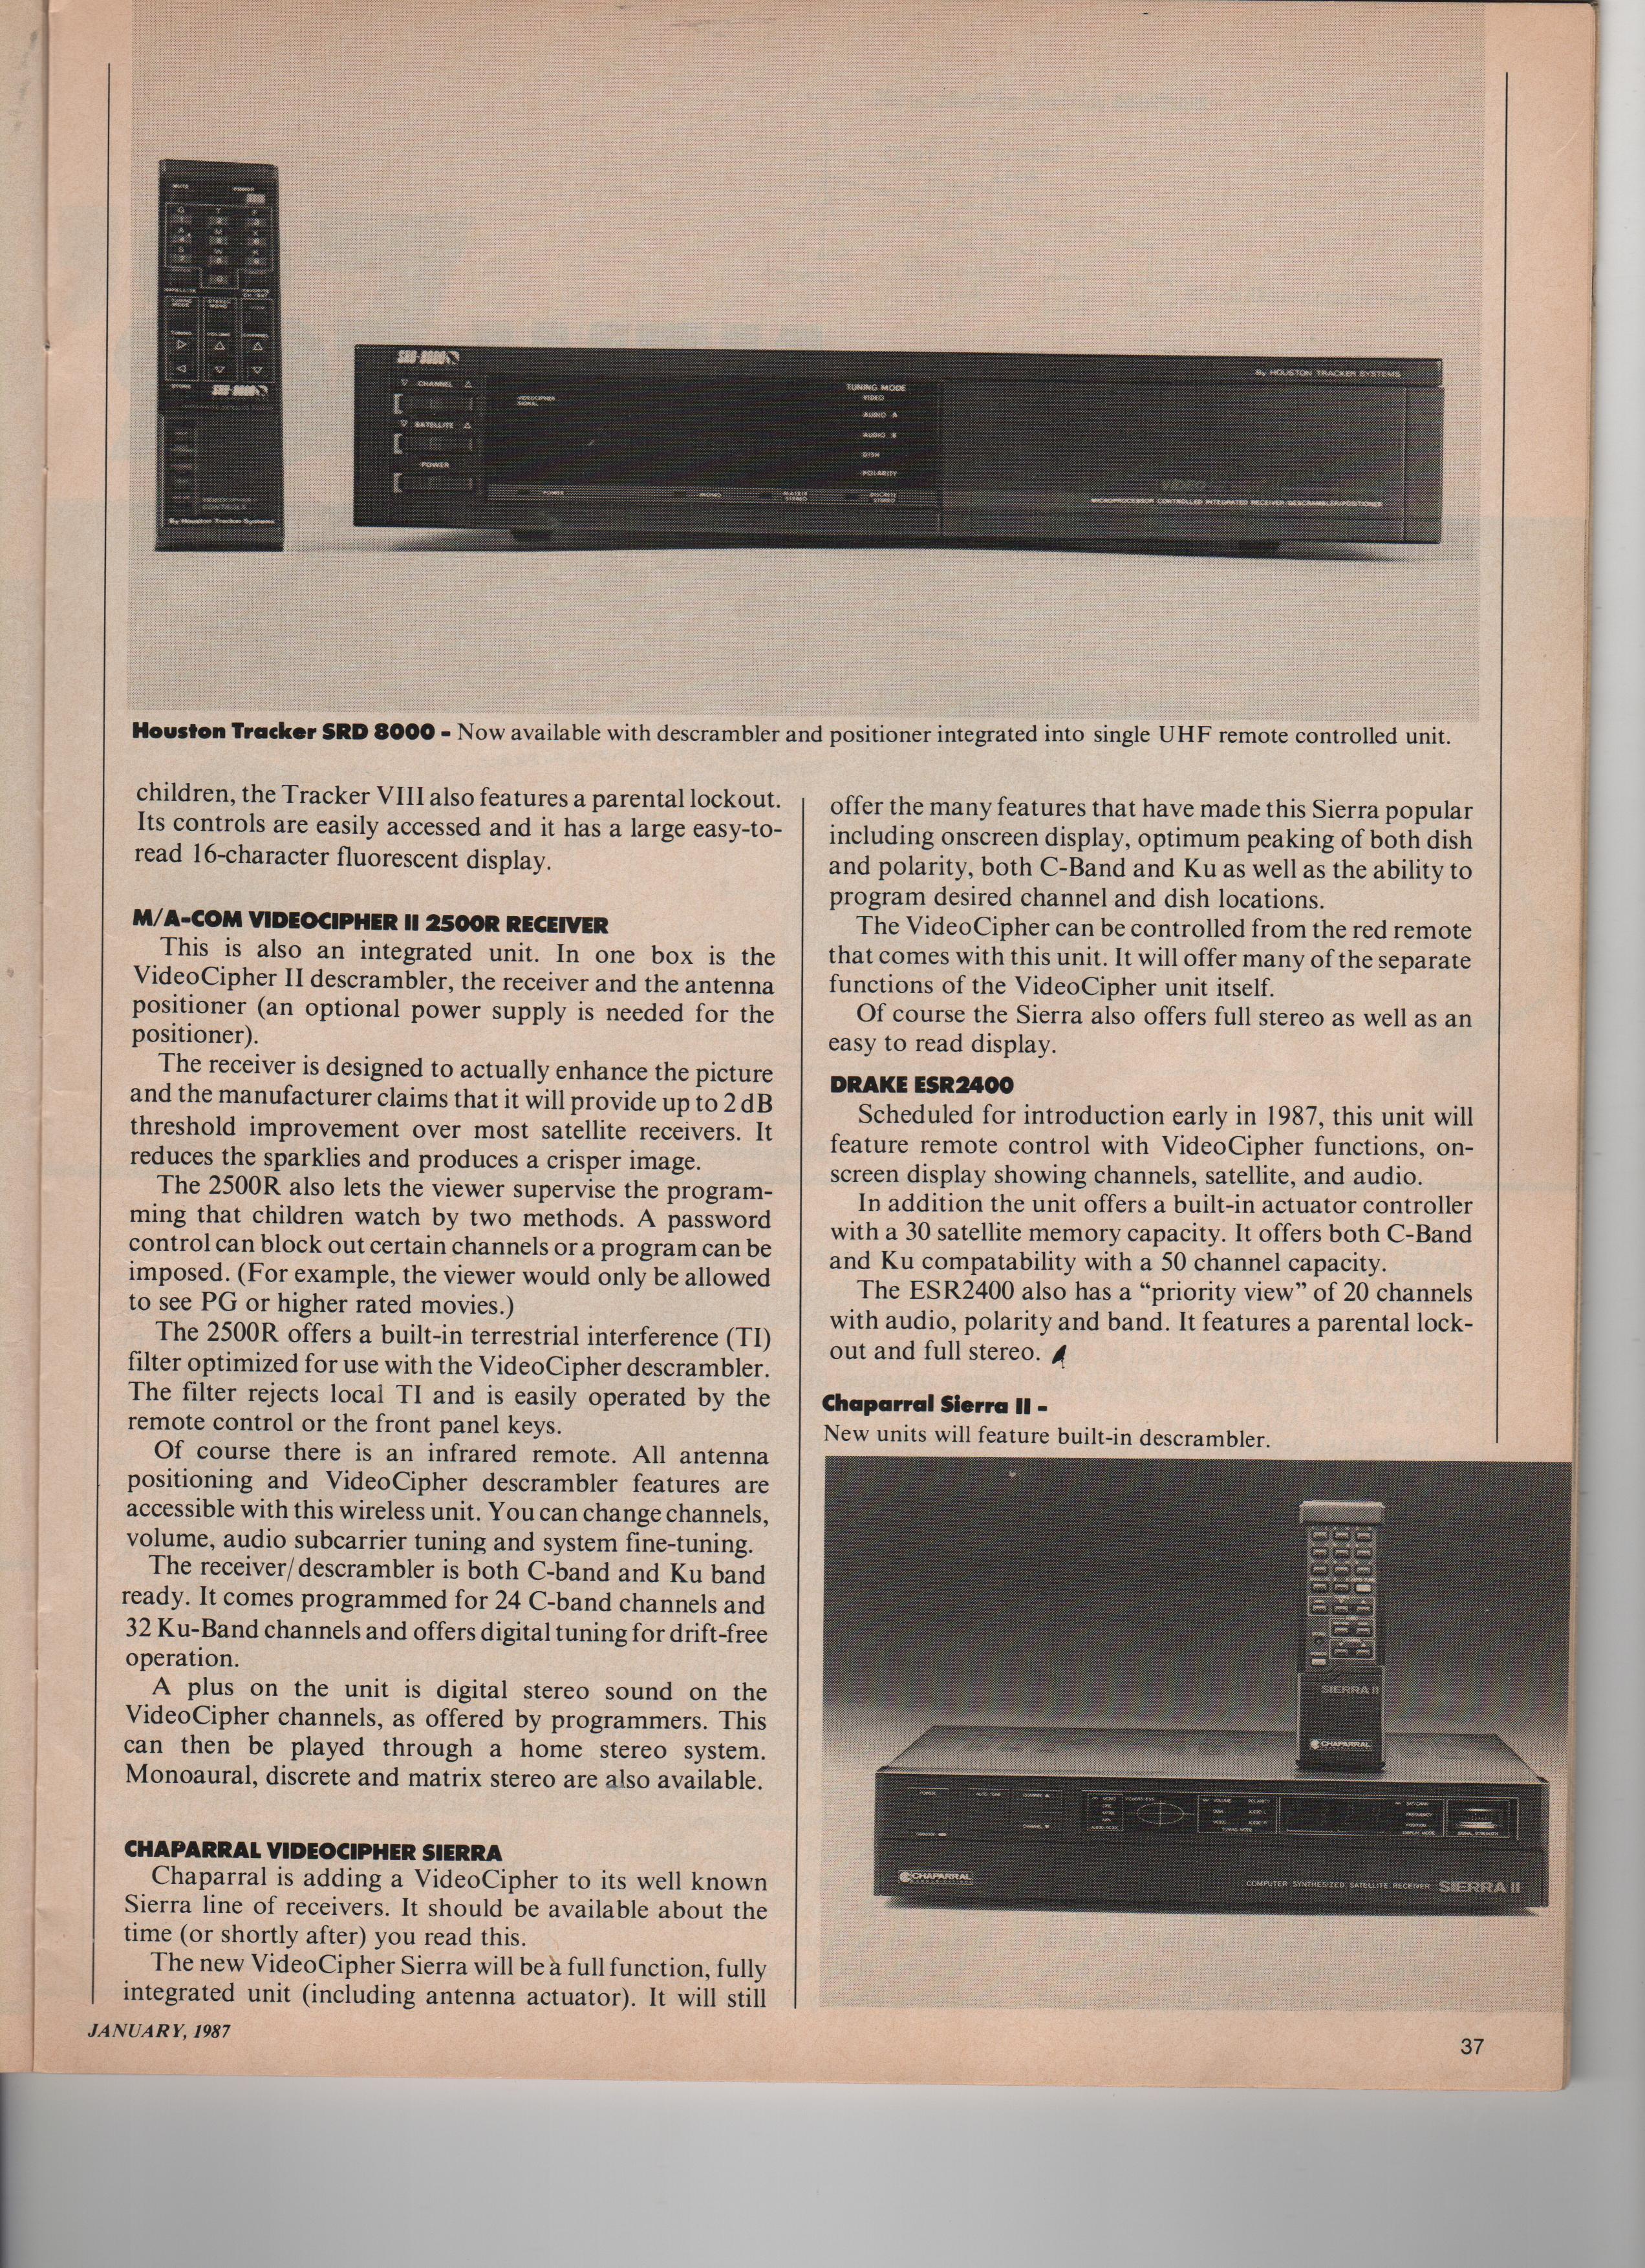 MUTE
POWER
SATELLITE
TUNING
MODE
STEREO
MONO
TUNING
VOLUME
CHANNEL
STORE
SRD-8000
VIDEOCIPHER
CONTROLS
By Houston Tracker Systems
SRD-8000
By HOUSTON TRACKER SYSTEMS
▽ CHANNEL △
▽ SATELLITE △
POWER
VIDEOCIPHER
SIGNAL
TUNING MODE
VIDEO
AUDIO A
AUDIO B
DISH
POLARITY
POWER
MONO
MATRIX
STEREO
DISCRETE
STEREO
VIDEO
MICROPROCESSOR CONTROLLED INTEGRATED RECEIVER/DESCRAMBLER/POSITIONER
Houston Tracker SRD 8000 - Now available with descrambler and positioner integrated into single UHF remote controlled unit.
children, the Tracker VIII also features a parental lockout.
Its controls are easily accessed and it has a large easy-to-
read 16-character fluorescent display.
M/A-COM VIDEOCIPHER II 2500R RECEIVER
This is also an integrated unit. In one box is the
VideoCipher II descrambler, the receiver and the antenna
positioner (an optional power supply is needed for the
positioner).
The receiver is designed to actually enhance the picture
and the manufacturer claims that it will provide up to 2 dB
threshold improvement over most satellite receivers. It
reduces the sparklies and produces a crisper image.
The 2500R also lets the viewer supervise the program-
ming that children watch by two methods. A password
control can block out certain channels or a program can be
imposed. (For example, the viewer would only be allowed
to see PG or higher rated movies.)
The 2500R offers a built-in terrestrial interference (TI)
filter optimized for use with the VideoCipher descrambler.
The filter rejects local TI and is easily operated by the
remote control or the front panel keys.
Of course there is an infrared remote. All antenna
positioning and VideoCipher descrambler features are
accessible with this wireless unit. You can change channels,
volume, audio subcarrier tuning and system fine-tuning.
The receiver/descrambler is both C-band and Ku band
ready. It comes programmed for 24 C-band channels and
32 Ku-Band channels and offers digital tuning for drift-free
operation.
A plus on the unit is digital stereo sound on the
VideoCipher channels, as offered by programmers. This
can then be played through a home stereo system.
Monoaural, discrete and matrix stereo are also available.
CHAPARRAL VIDEOCIPHER SIERRA
Chaparral is adding a VideoCipher to its well known
Sierra line of receivers. It should be available about the
time (or shortly after) you read this.
The new VideoCipher Sierra will be a full function, fully
integrated unit (including antenna actuator). It will still
offer the many features that have made this Sierra popular
including onscreen display, optimum peaking of both dish
and polarity, both C-Band and Ku as well as the ability to
program desired channel and dish locations.
The VideoCipher can be controlled from the red remote
that comes with this unit. It will offer many of the separate
functions of the VideoCipher unit itself.
Of course the Sierra also offers full stereo as well as an
easy to read display.
DRAKE ESR2400
Scheduled for introduction early in 1987, this unit will
feature remote control with VideoCipher functions, on-
screen display showing channels, satellite, and audio.
In addition the unit offers a built-in actuator controller
with a 30 satellite memory capacity. It offers both C-Band
and Ku compatability with a 50 channel capacity.
The ESR2400 also has a “priority view” of 20 channels
with audio, polarity and band. It features a parental lock-
out and full stereo.
Chaparral Sierra II -
New units will feature built-in descrambler.
SIERRA II
CHAPARRAL
POWER
AUTO TUNE
CHANNEL ▲
CHANNEL ▼
CHAPARRAL
COMPUTER SYNTHESIZED SATELLITE RECEIVER SIERRA II
JANUARY, 1987
37